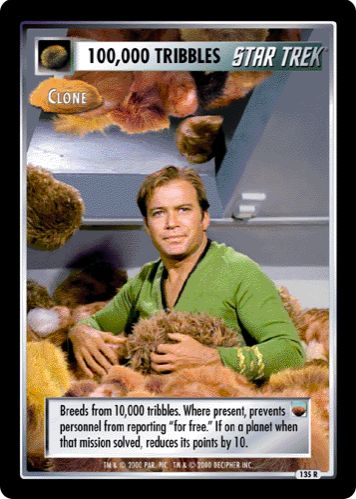 100,000 TRIBBLES STAR TREK
CLONE
Breeds from 10,000 tribbles. Where present, prevents
personnel from reporting "for free." If on a planet when
that mission solved, reduces its points by 10.
135 R
TM & © 2000 PAR. PIC. TM & © 2000 DECIPHER INC.